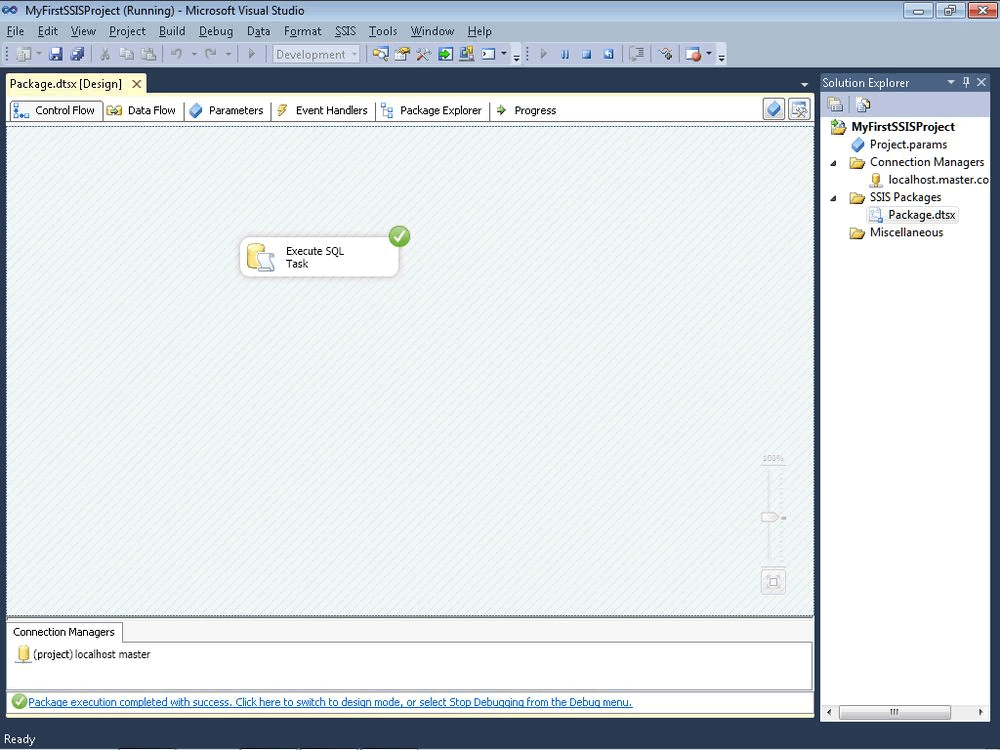 MyFirstSSISProject (Running) - Microsoft Visual Studio
File Edit View Project Build Debug Data Format SSIS Tools Window Help
Development
Package.dtsx [Design]
Control Flow Data Flow Parameters Event Handlers Package Explorer Progress
Execute SQL
Task
100%
Connection Managers
(project) localhost master
Package execution completed with success. Click here to switch to design mode, or select Stop Debugging from the Debug menu.
Solution Explorer
MyFirstSSISProject
Project.params
Connection Managers
localhost.master.co
SSIS Packages
Package.dtsx
Miscellaneous
Ready